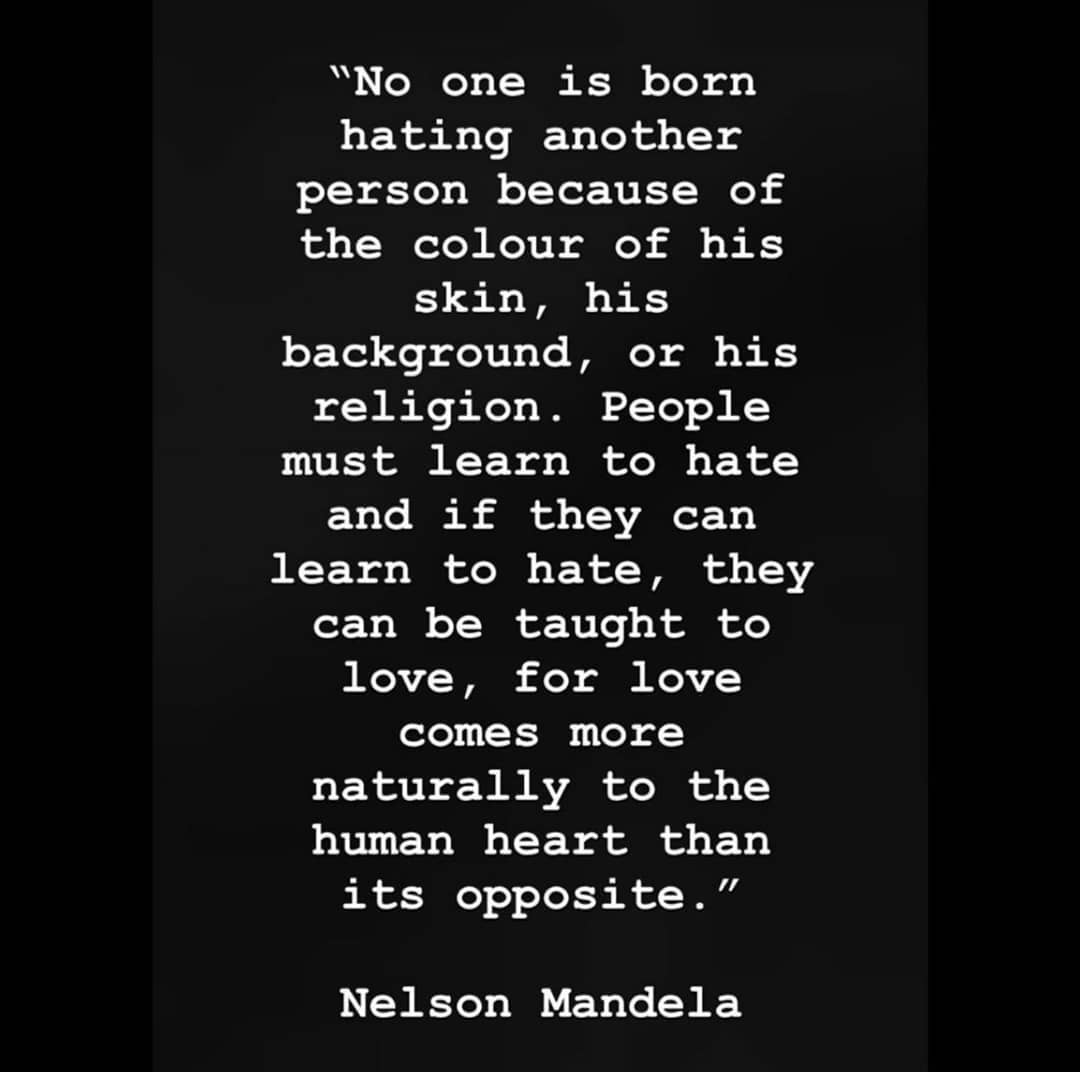 “No one is born
hating another
person because of
the colour of his
skin, his
background, or his
religion. People
must learn to hate
and if they can
learn to hate, they
can be taught to
love, for love
comes more
naturally to the
human heart than
its opposite.”
Nelson Mandela